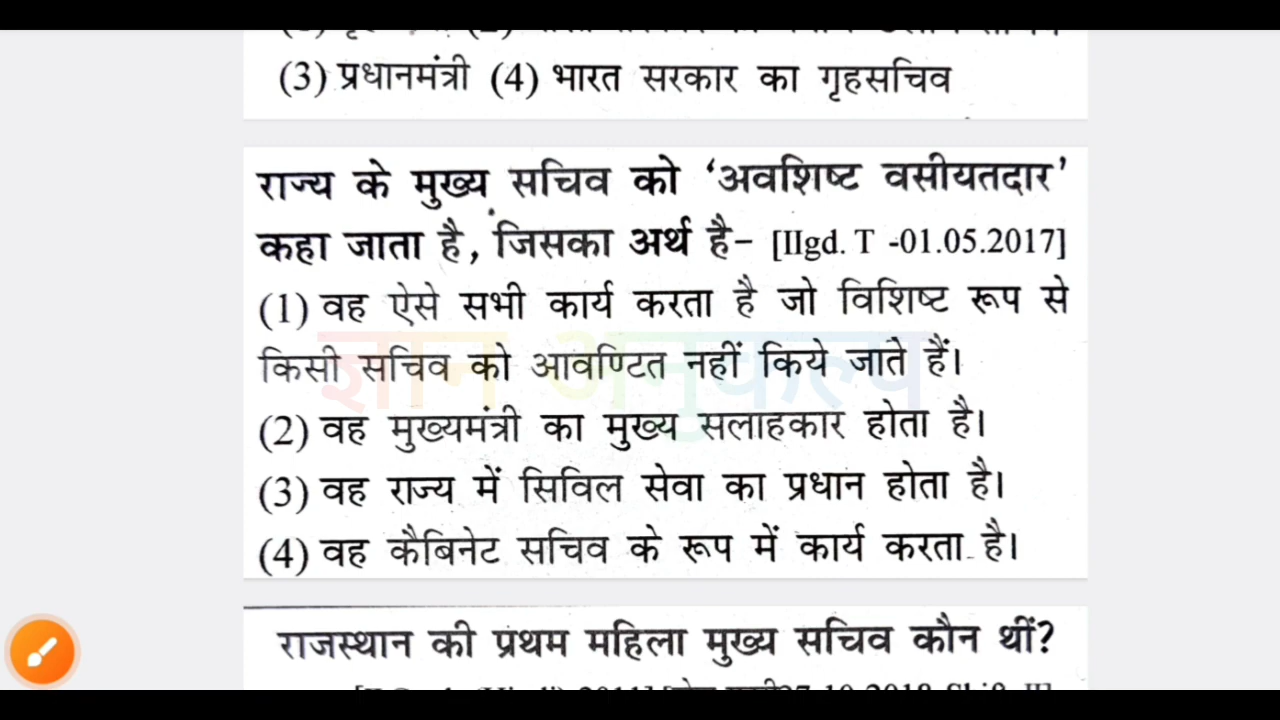 (3) प्रधानमंत्री (4) भारत सरकार का गृहसचिव
राज्य के मुख्य सचिव को ‘अवशिष्ट वसीयतदार’
कहा जाता है, जिसका अर्थ है– [IIgd. T -01.05.2017]
(1) वह ऐसे सभी कार्य करता है जो विशिष्ट रूप से
किसी सचिव को आवण्टित नहीं किये जाते हैं।
ज्ञान अनुकल्प
(2) वह मुख्यमंत्री का मुख्य सलाहकार होता है।
(3) वह राज्य में सिविल सेवा का प्रधान होता है।
(4) वह कैबिनेट सचिव के रूप में कार्य करता है।
राजस्थान की प्रथम महिला मुख्य सचिव कौन थीं?